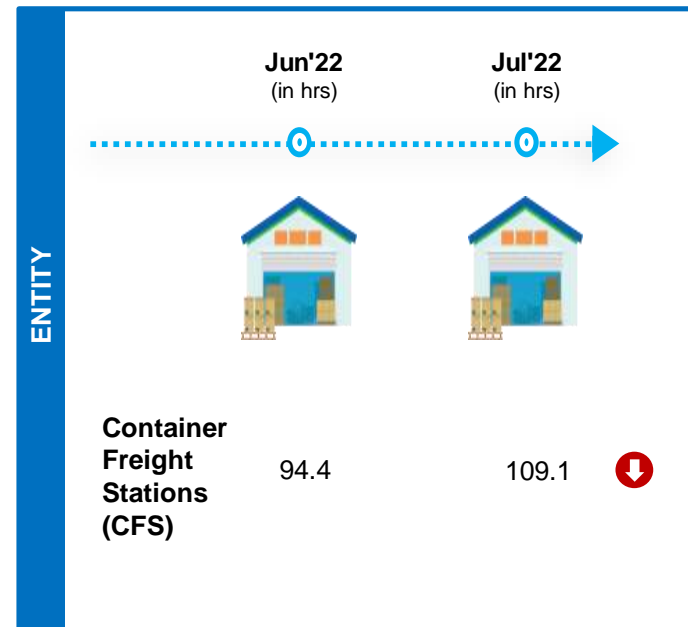 Jun'22
(in hrs)
Jul'22
(in hrs)
ENTITY
Container
Freight
Stations
(CFS)
94.4
109.1